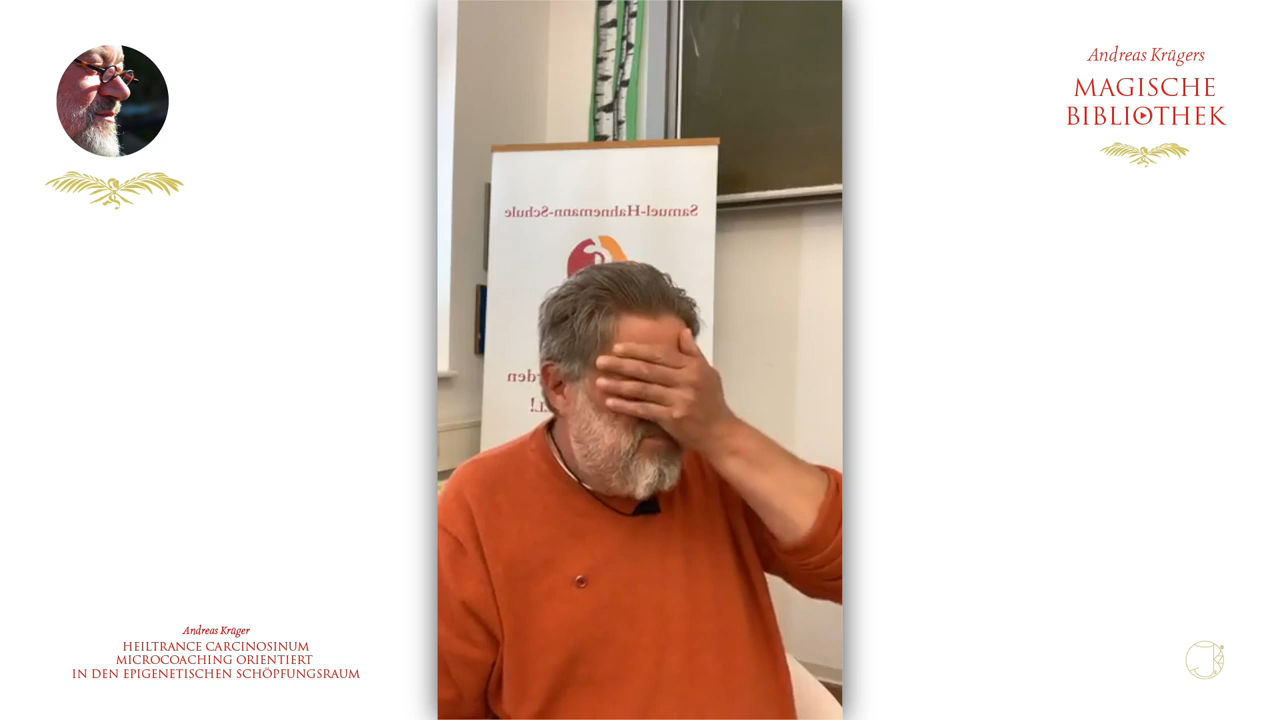 Andreas Krügers
MAGISCHE
BIBLIOTHEK
Samuel-Hahnemann-Schule
Andreas Krüger
HEILTRANCE CARCINOSINUM
MICROCOACHING ORIENTIERT
IN DEN EPIGENETISCHEN SCHÖPFUNGSRAUM